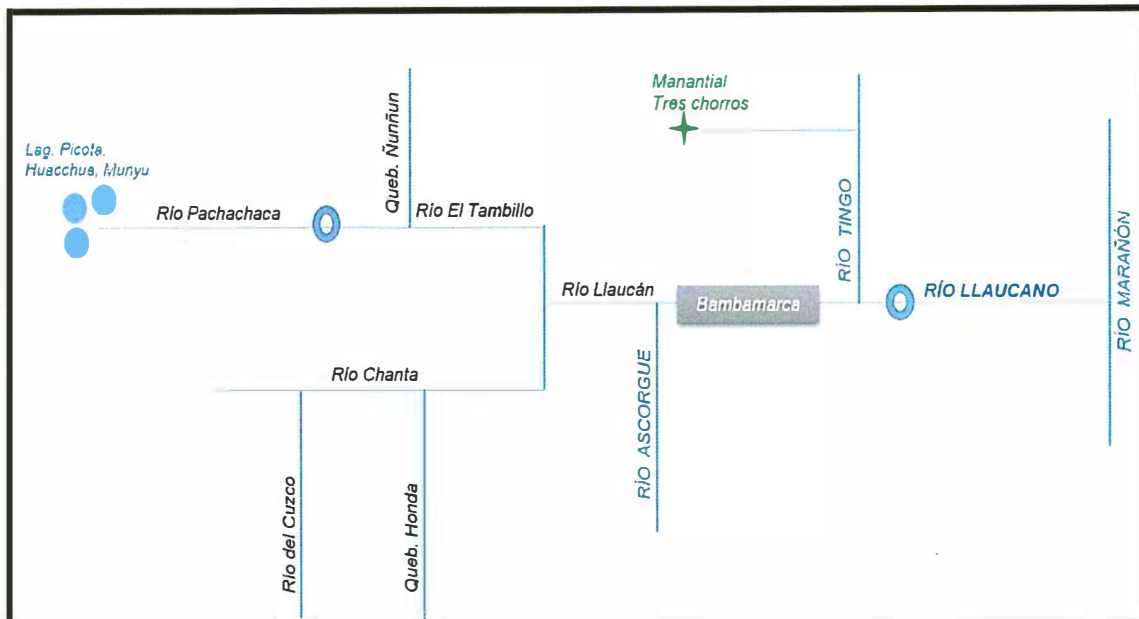 Manantial
Tres chorros
Lag. Picota,
Huacchua, Munyu
Queb. Ñunñun
Río Pachachaca
Río El Tambillo
RÍO TINGO
RÍO MARAÑÓN
Río Llaucán
Bambamarca
RÍO LLAUCANO
Río Chanta
RÍO ASCORGUE
Río del Cuzco
Queb. Honda